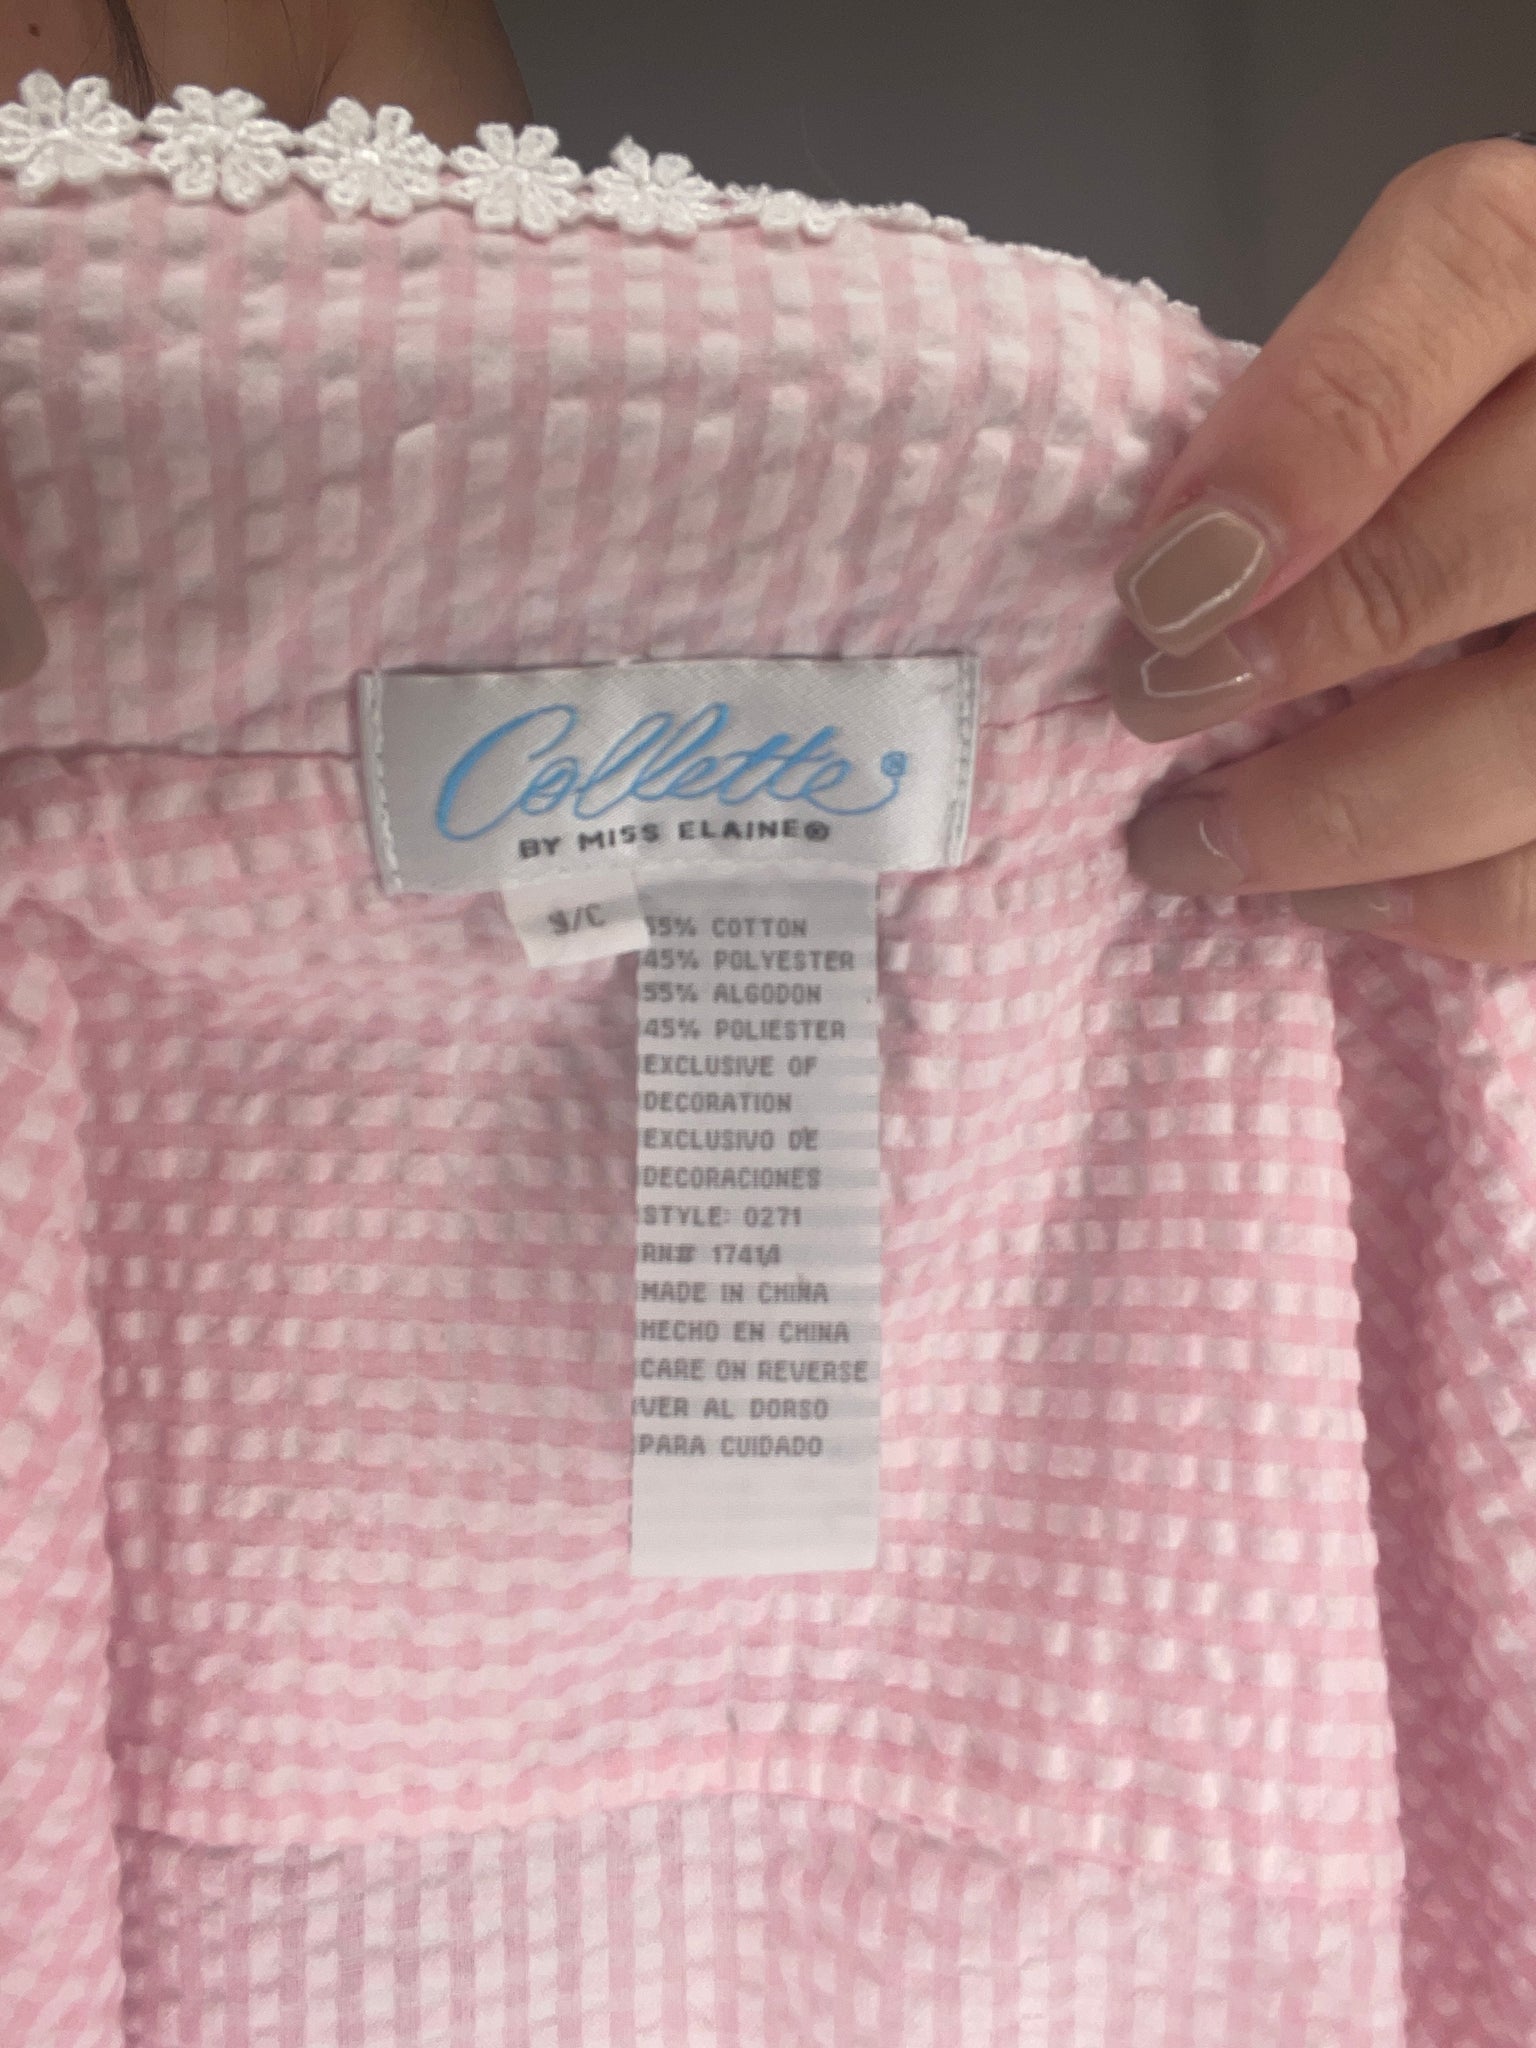 Collette®
BY MISS ELAINE®
S/C
55% COTTON
45% POLYESTER
55% ALGODON
45% POLIESTER
EXCLUSIVE OF
DECORATION
EXCLUSIVO DE
DECORACIONES
STYLE: 0271
RN# 17414
MADE IN CHINA
HECHO EN CHINA
CARE ON REVERSE
VER AL DORSO
PARA CUIDADO